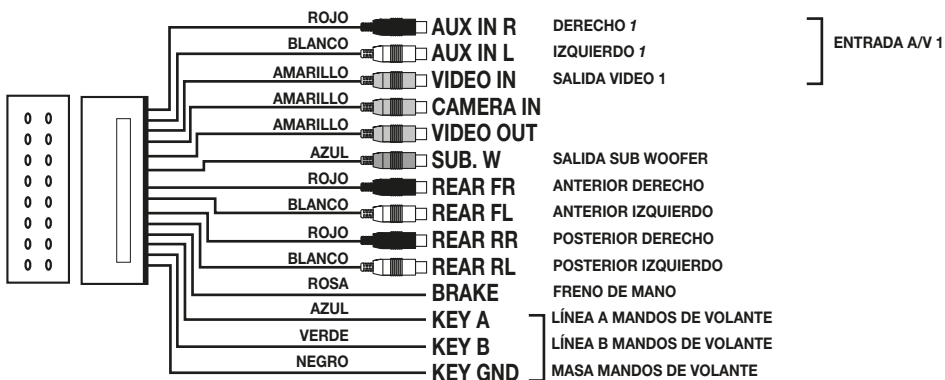 ROJO AUX IN R DERECHO 1
BLANCO AUX IN L IZQUIERDO 1 ENTRADA A/V 1
AMARILLO VIDEO IN SALIDA VIDEO 1
AMARILLO CAMERA IN
AMARILLO VIDEO OUT
AZUL SUB. W SALIDA SUB WOOFER
ROJO REAR FR ANTERIOR DERECHO
BLANCO REAR FL ANTERIOR IZQUIERDO
ROJO REAR RR POSTERIOR DERECHO
BLANCO REAR RL POSTERIOR IZQUIERDO
ROSA BRAKE FRENO DE MANO
AZUL KEY A LÍNEA A MANDOS DE VOLANTE
VERDE KEY B LÍNEA B MANDOS DE VOLANTE
NEGRO KEY GND MASA MANDOS DE VOLANTE